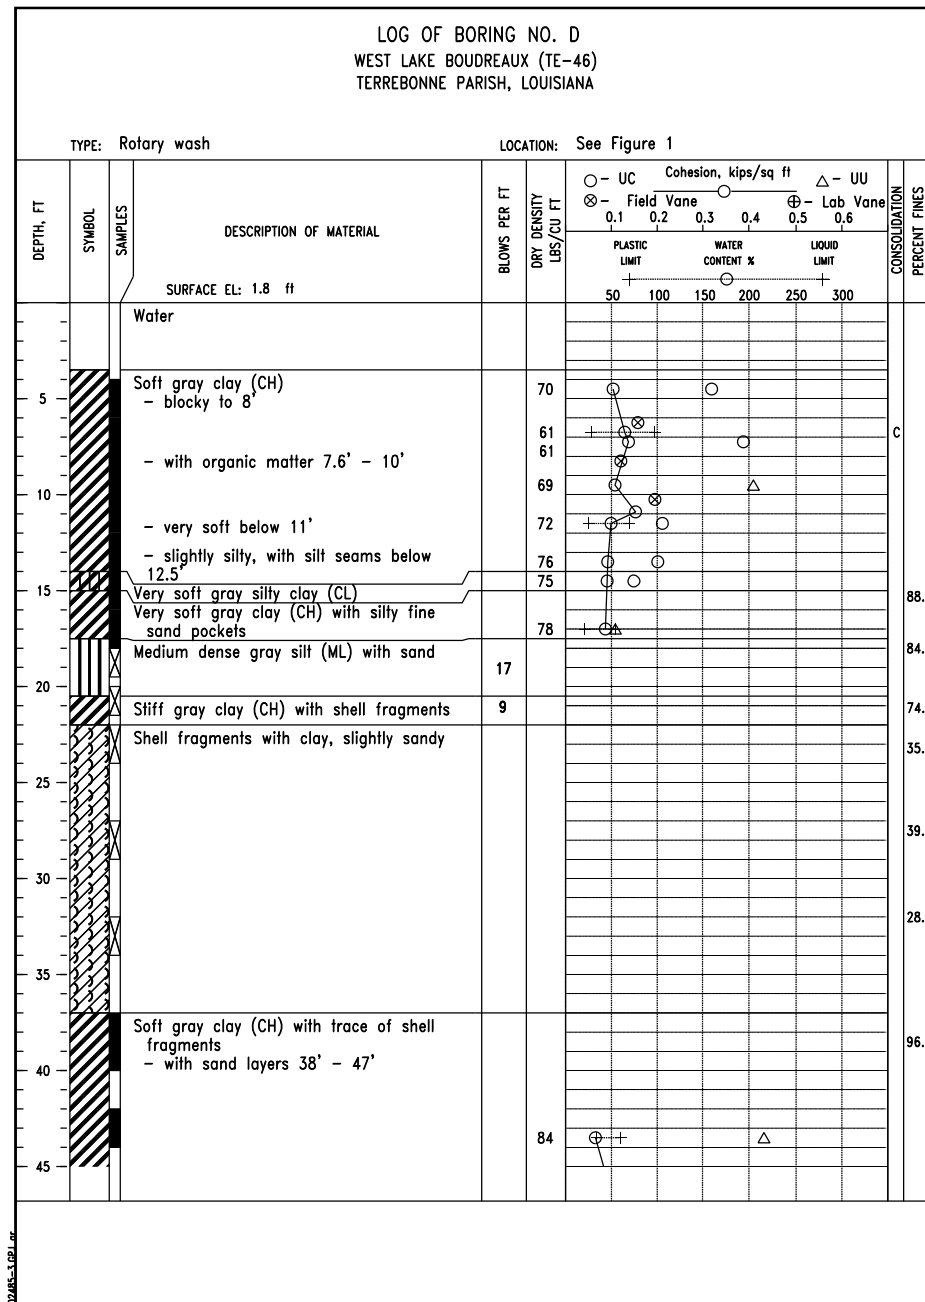 LOG OF BORING NO. D
WEST LAKE BOUDREAUX (TE-46)
TERREBONNE PARISH, LOUISIANA
TYPE: Rotary wash
LOCATION: See Figure 1
DEPTH, FT
SYMBOL
SAMPLES
DESCRIPTION OF MATERIAL
SURFACE EL: 1.8 ft
BLOWS PER FT
DRY DENSITY
LBS/CU FT
- UC
Cohesion, kips/sq ft
- UU
- Field Vane
- Lab Vane
0.1 0.2 0.3 0.4 0.5 0.6
PLASTIC
LIMIT
WATER
CONTENT %
LIQUID
LIMIT
50 100 150 200 250 300
CONSOLIDATION
PERCENT FINES
Water
Soft gray clay (CH)
70
5
- blocky to 8'
61
C
61
- with organic matter 7.6' - 10'
69
10
- very soft below 11'
72
- slightly silty, with silt seams below
12.5'
76
75
15
Very soft gray silty clay (CL)
88.
Very soft gray clay (CH) with silty fine
sand pockets
78
Medium dense gray silt (ML) with sand
84.
17
20
Stiff gray clay (CH) with shell fragments
9
74.
Shell fragments with clay, slightly sandy
35.
25
39.
30
28.
35
Soft gray clay (CH) with trace of shell
fragments
96.
- with sand layers 38' - 47'
40
84
45